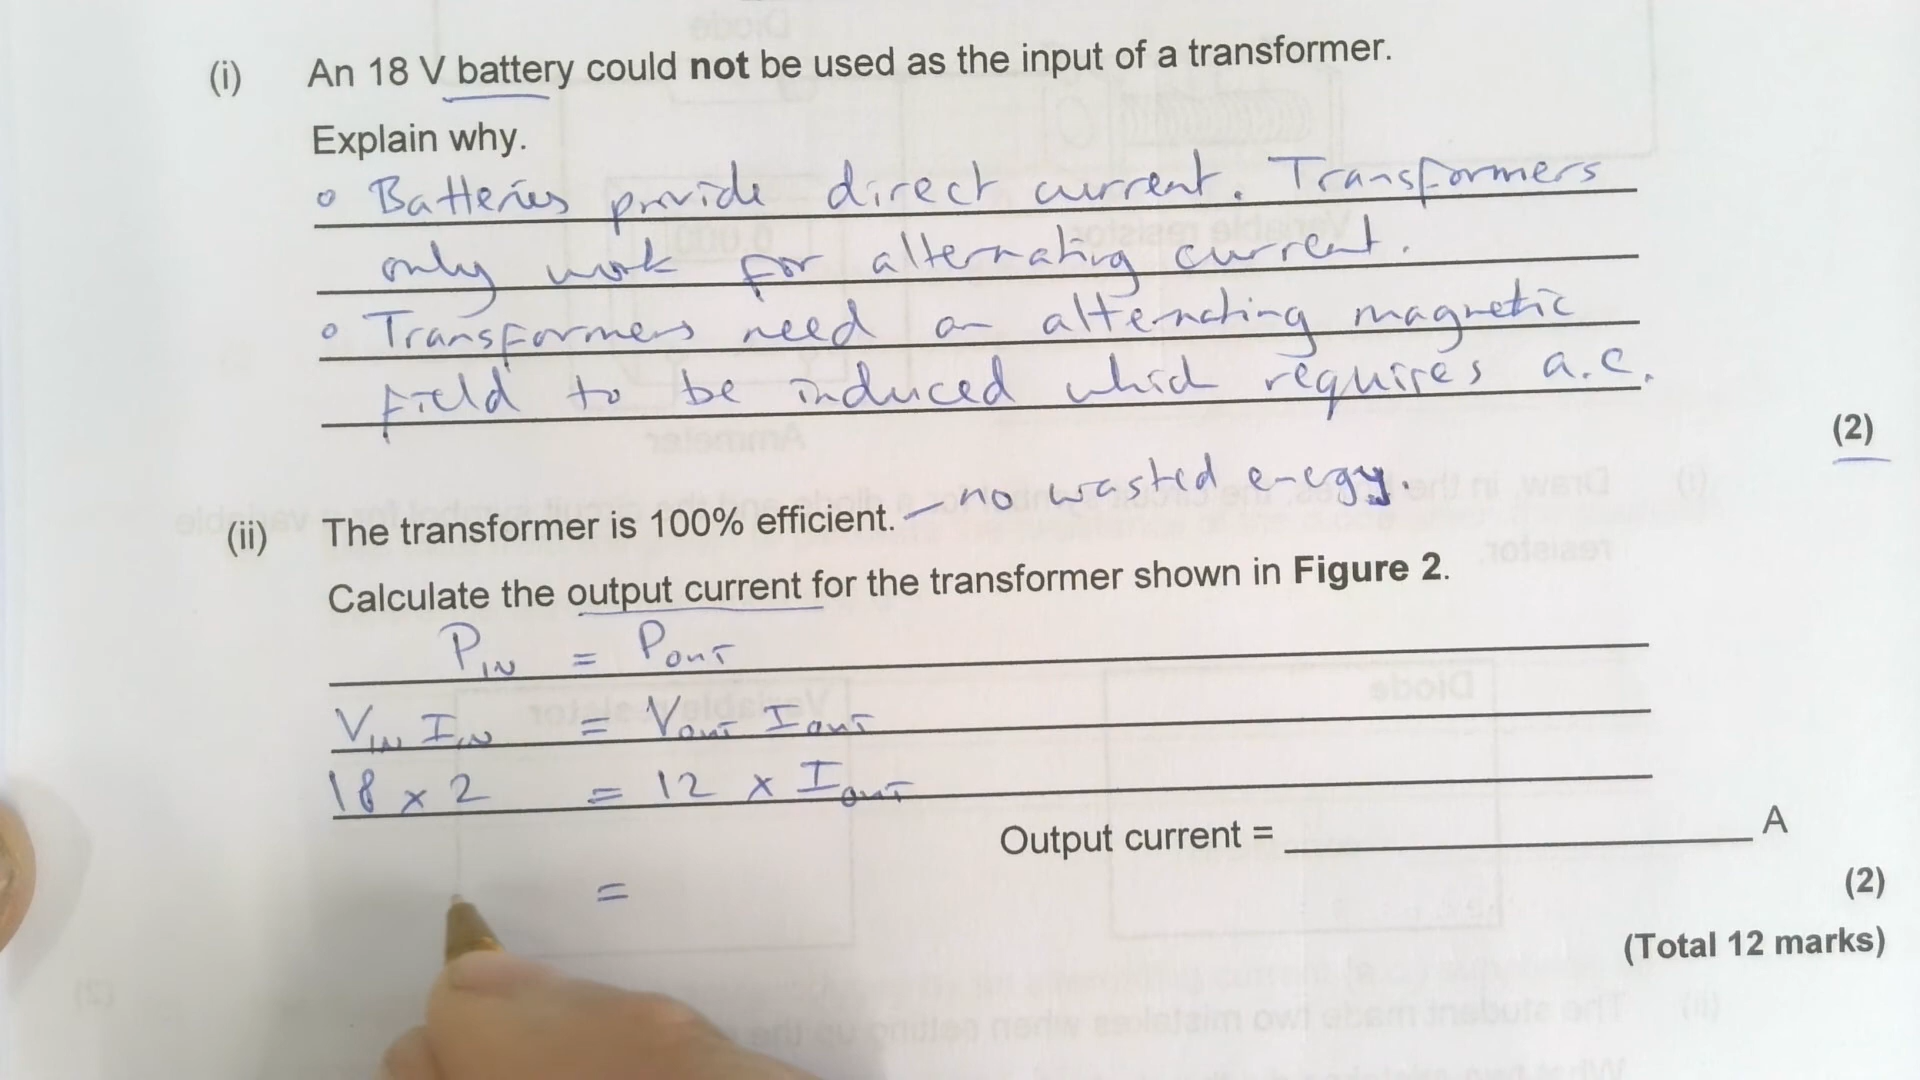 (i) An 18 V battery could not be used as the input of a transformer.
Explain why.
• Batteries provide direct current. Transformers
only work for alternating current.
• Transformers need an alternating magnetic
field to be induced which requires a.c.
(2)
– no wasted energy.
(ii) The transformer is 100% efficient.
Calculate the output current for the transformer shown in Figure 2.
P_IN = P_OUT
V_IN I_IN = V_OUT I_OUT
18 × 2 = 12 × I_OUT
Output current = A
=
(2)
(Total 12 marks)